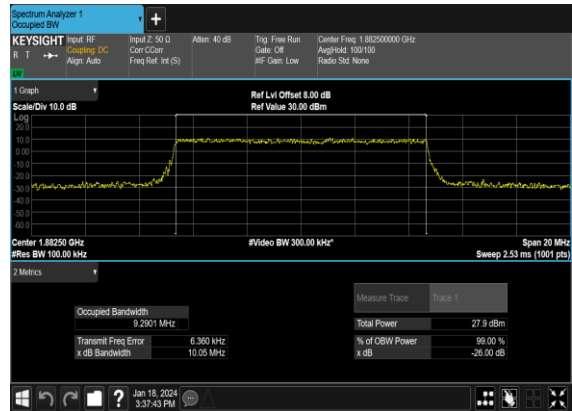 Spectrum Analyzer 1
Occupied BW
+
KEYSIGHT Input: RF Input Z: 50 Ω Atten: 40 dB Trig: Free Run Center Freq: 1.882500000 GHz
R T Coupling: DC Corr CCorr Gate: Off Avg|Hold: 100/100
Align: Auto Freq Ref: Int (S) #IF Gain: Low Radio Std: None
1 Graph
Ref Lvl Offset 8.00 dB
Scale/Div 10.0 dB Ref Value 30.00 dBm
Log
20.0
10.0
0.00
-10.0
-20.0
-30.0
-40.0
-50.0
-60.0
Center 1.88250 GHz #Video BW 300.00 kHz* Span 20 MHz
#Res BW 100.00 kHz Sweep 2.53 ms (1001 pts)
2 Metrics
Measure Trace Trace 1
Occupied Bandwidth
9.2901 MHz Total Power 27.9 dBm
Transmit Freq Error 6.360 kHz % of OBW Power 99.00 %
x dB Bandwidth 10.05 MHz x dB -26.00 dB
? Jan 18, 2024
3:37:43 PM